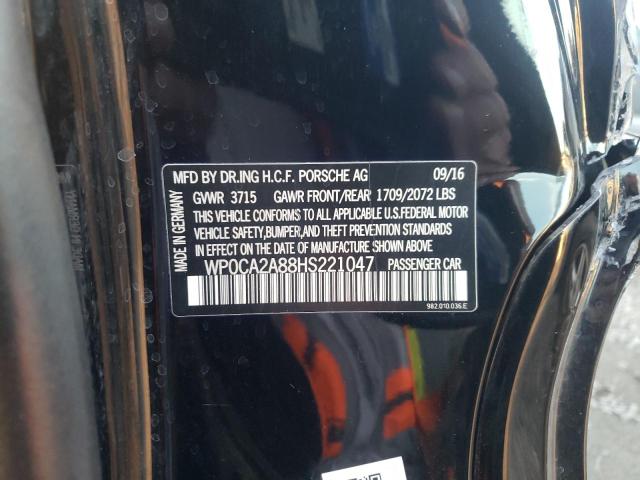 MFD BY DR.ING H.C.F. PORSCHE AG 09/16
GVWR 3715 GAWR FRONT/REAR 1709/2072 LBS
THIS VEHICLE CONFORMS TO ALL APPLICABLE U.S.FEDERAL MOTOR
VEHICLE SAFETY,BUMPER,AND THEFT PREVENTION STANDARDS
IN EFFECT ON THE DATE OF MANUFACTURE SHOWN ABOVE
WP0CA2A88HS221047 PASSENGER CAR
982.010.036.E
MADE IN GERMANY